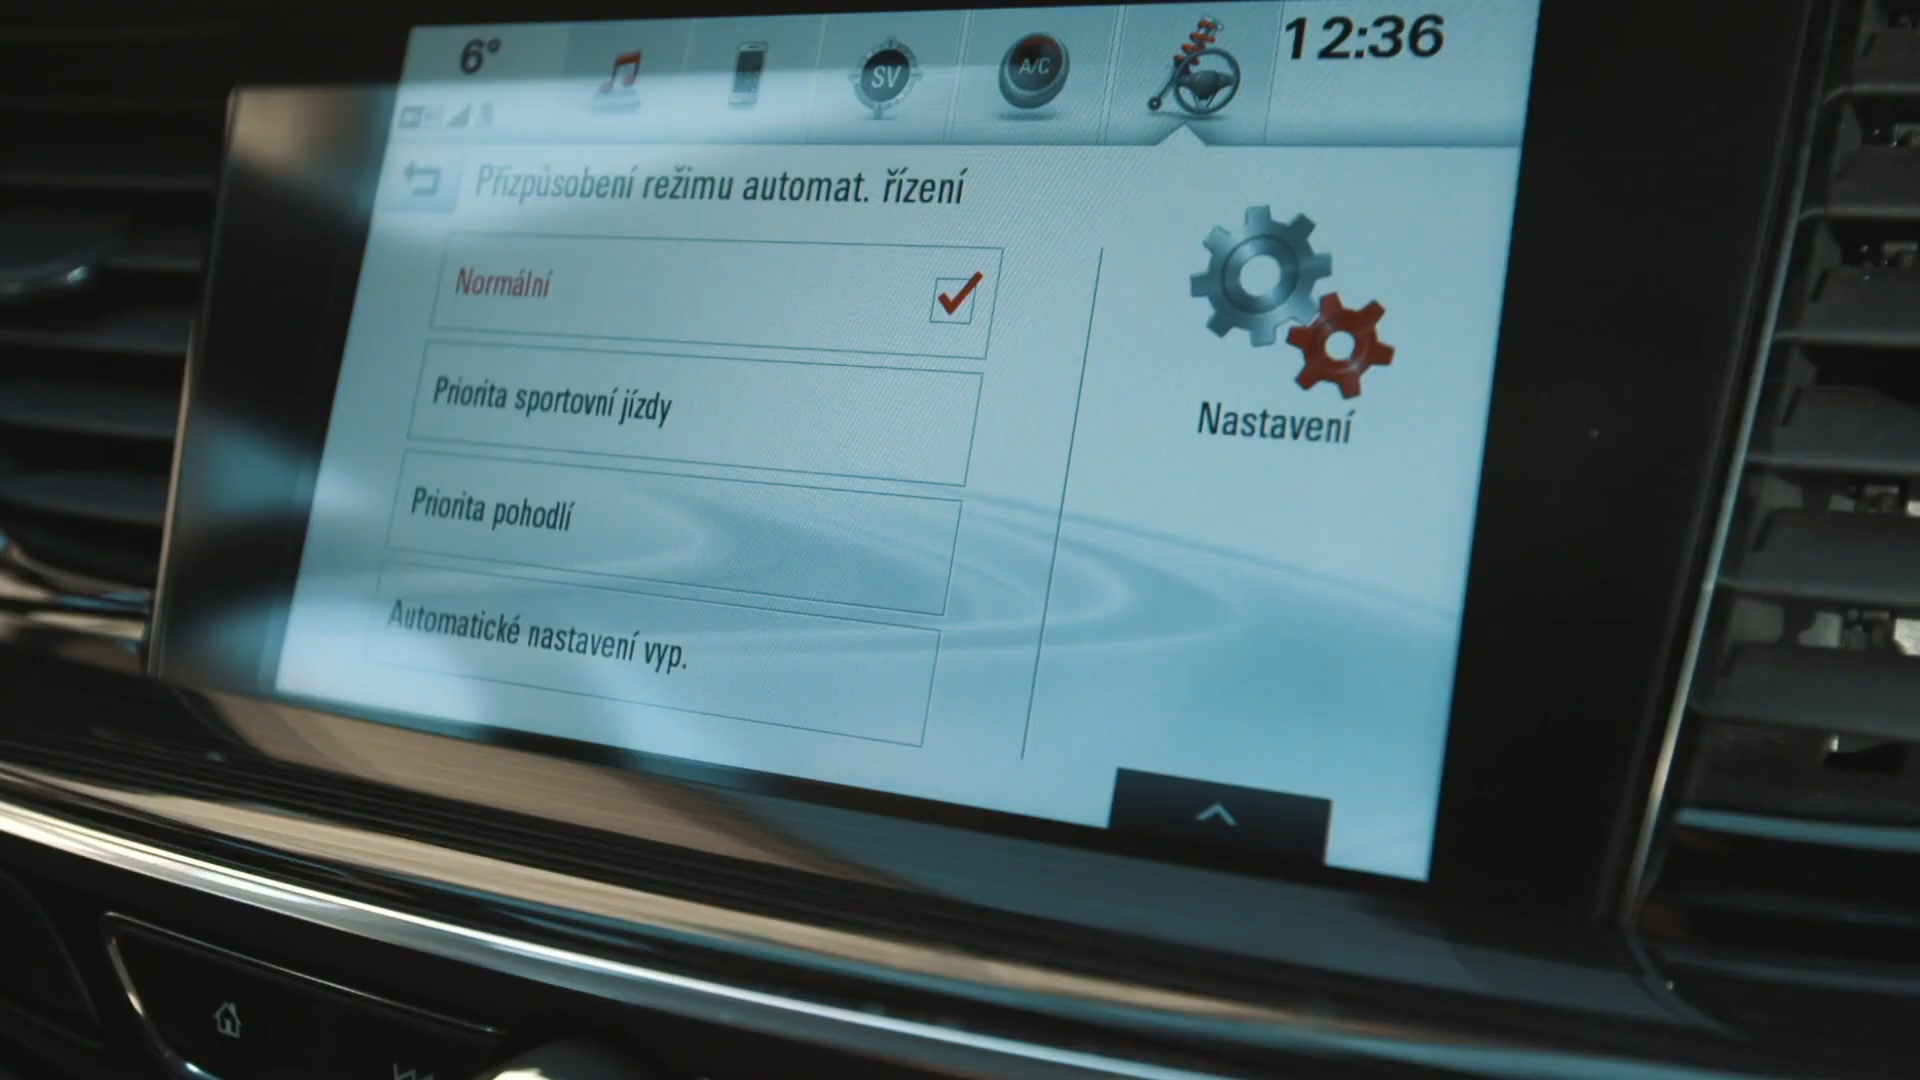 6°
SV
A/C
12:36
Přizpůsobení režimu automat. řízení
Normální
Priorita sportovní jízdy
Priorita pohodlí
Automatické nastavení vyp.
Nastavení